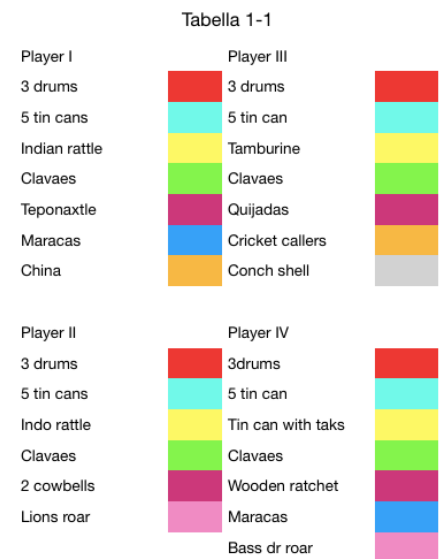 Tabella 1-1
Player I
3 drums
5 tin cans
Indian rattle
Clavaes
Teponaxtle
Maracas
China
Player III
3 drums
5 tin can
Tamburine
Clavaes
Quijadas
Cricket callers
Conch shell
Player II
3 drums
5 tin cans
Indo rattle
Clavaes
2 cowbells
Lions roar
Player IV
3drums
5 tin can
Tin can with taks
Clavaes
Wooden ratchet
Maracas
Bass dr roar